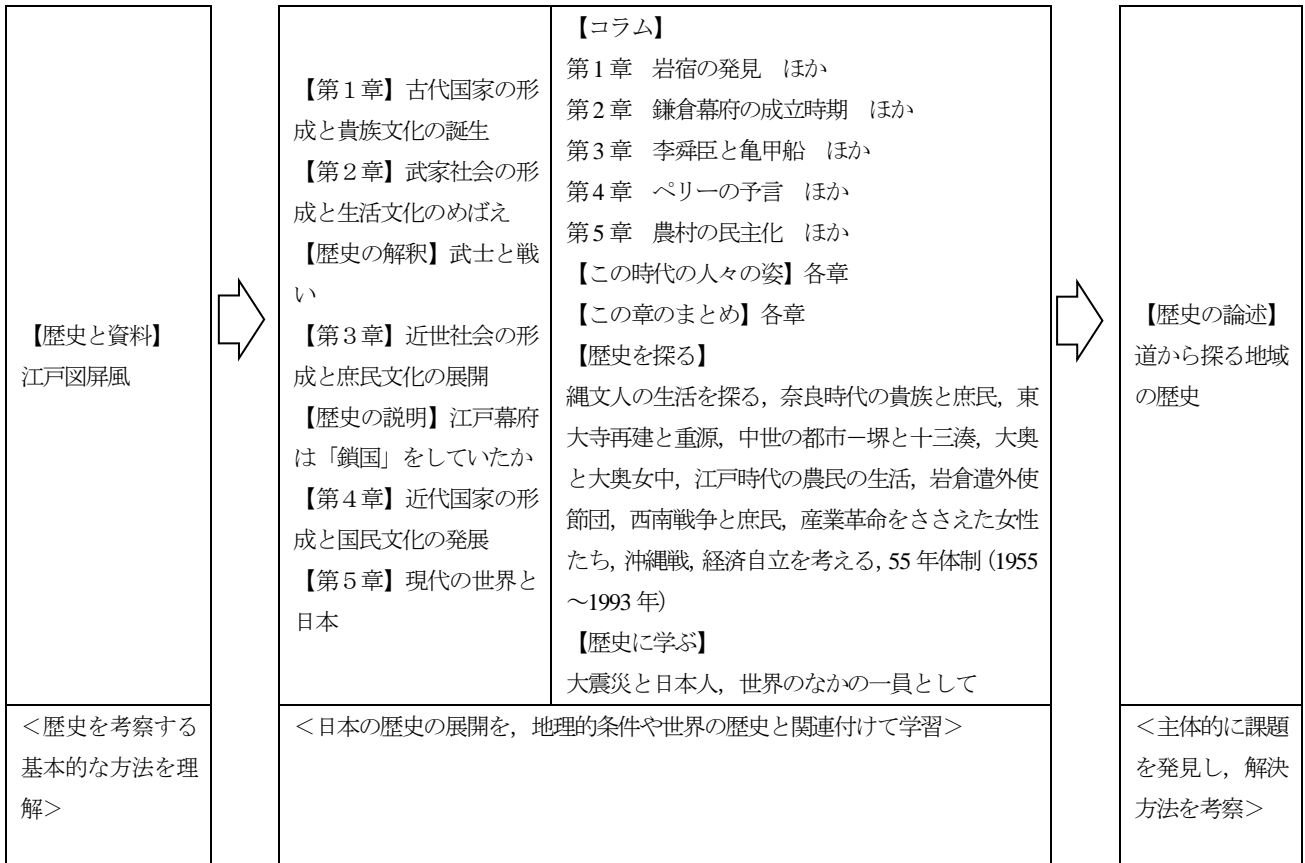 【歴史と資料】
江戸図屏風
＜歴史を考察する
基本的な方法を理
解＞
【第１章】古代国家の形
成と貴族文化の誕生
【第２章】武家社会の形
成と生活文化のめばえ
【歴史の解釈】武士と戦
い
【第３章】近世社会の形
成と庶民文化の展開
【歴史の説明】江戸幕府
は「鎖国」をしていたか
【第４章】近代国家の形
成と国民文化の発展
【第５章】現代の世界と
日本
【コラム】
第1章　岩宿の発見　ほか
第2章　鎌倉幕府の成立時期　ほか
第3章　李舜臣と亀甲船　ほか
第4章　ペリーの予言　ほか
第5章　農村の民主化　ほか
【この時代の人々の姿】各章
【この章のまとめ】各章
【歴史を探る】
縄文人の生活を探る，奈良時代の貴族と庶民，東
大寺再建と重源，中世の都市－堺と十三湊，大奥
と大奥女中，江戸時代の農民の生活，岩倉遣外使
節団，西南戦争と庶民，産業革命をささえた女性
たち，沖縄戦，経済自立を考える，55年体制（1955
～1993年）
【歴史に学ぶ】
大震災と日本人，世界のなかの一員として
＜日本の歴史の展開を，地理的条件や世界の歴史と関連付けて学習＞
【歴史の論述】
道から探る地域
の歴史
＜主体的に課題
を発見し，解決
方法を考察＞